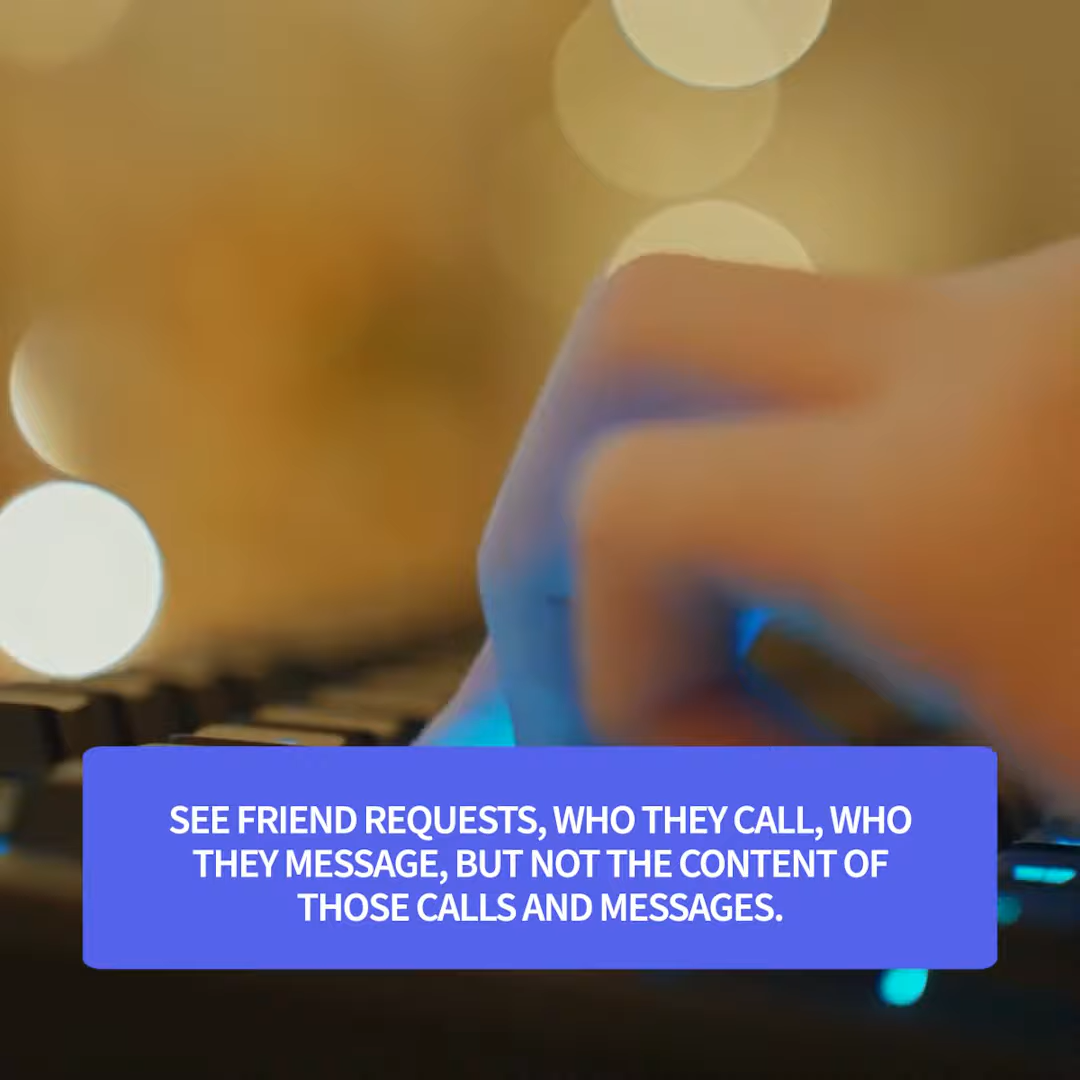 SEE FRIEND REQUESTS, WHO THEY CALL, WHO
THEY MESSAGE, BUT NOT THE CONTENT OF
THOSE CALLS AND MESSAGES.